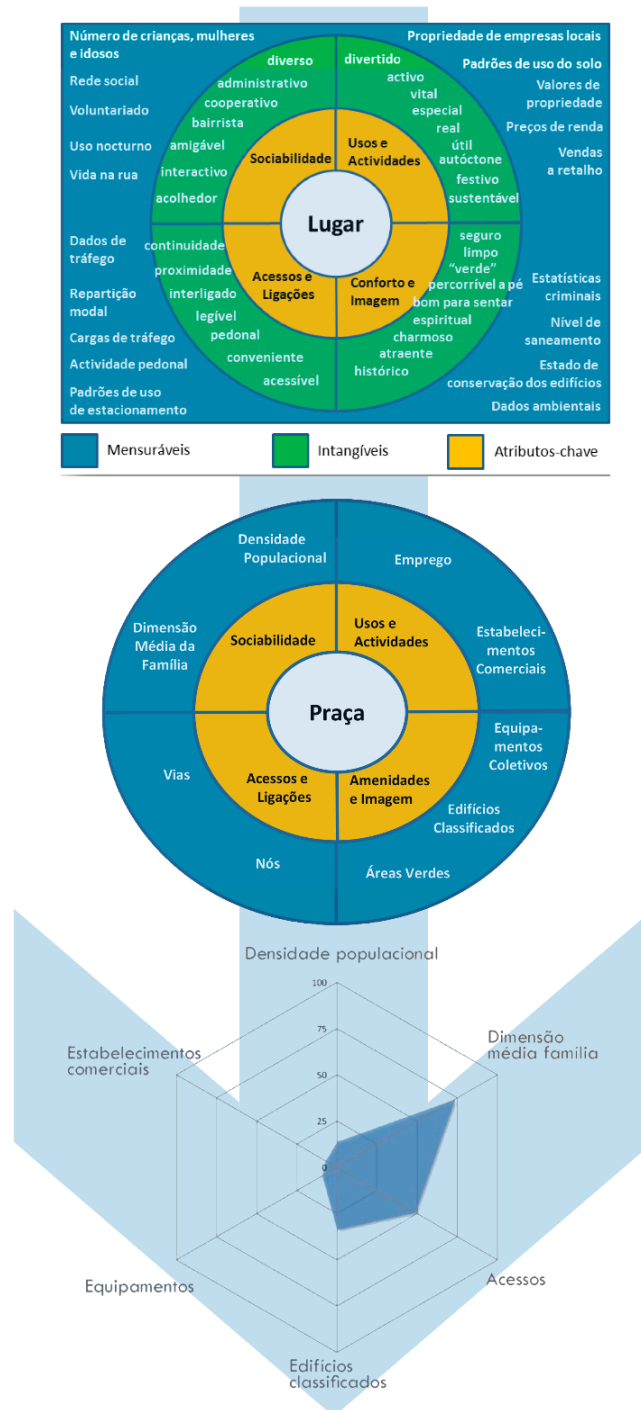 Número de crianças, mulheres
e idosos
Rede social
Voluntariado
Uso nocturno
Vida na rua
Dados de
tráfego
Repartição
modal
Cargas de tráfego
Actividade pedonal
Padrões de uso
de estacionamento
diverso
administrativo
cooperativo
bairrista
amigável
interactivo
acolhedor
continuidade
proximidade
interligado
legível
pedonal
conveniente
acessível
Sociabilidade
Usos e
Actividades
Lugar
Acessos e
Ligações
Conforto e
Imagem
divertido
activo
vital
especial
real
útil
autóctone
festivo
sustentável
seguro
limpo
“verde”
percorrível a pé
bom para sentar
espiritual
charmoso
atraente
histórico
Propriedade de empresas locais
Padrões de uso do solo
Valores de
propriedade
Preços de renda
Vendas
a retalho
Estatísticas
criminais
Nível de
saneamento
Estado de
conservação dos edifícios
Dados ambientais
Mensuráveis
Intangíveis
Atributos-chave
Densidade
Populacional
Emprego
Dimensão
Média da
Família
Sociabilidade
Usos e
Actividades
Estabeleci-
mentos
Comerciais
Praça
Vias
Acessos e
Ligações
Amenidades
e Imagem
Equipa-
mentos
Coletivos
Edifícios
Classificados
Nós
Áreas Verdes
Densidade populacional
100
75
50
25
0
Estabelecimentos
comerciais
Dimensão
média família
Equipamentos
Acessos
Edifícios
classificados